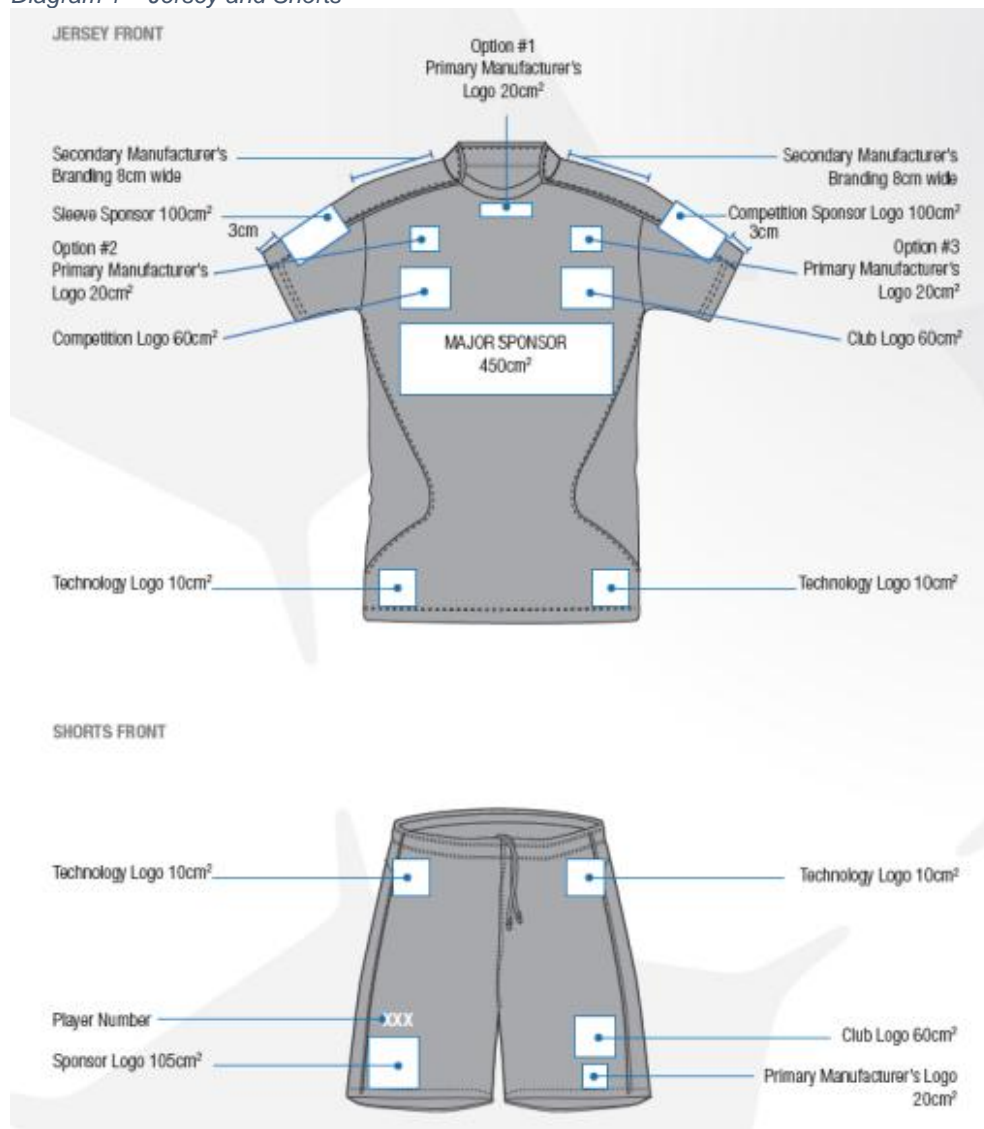 Diagram 1 – Jersey and Shorts
JERSEY FRONT
Option #1
Primary Manufacturer's
Logo 20cm²
Secondary Manufacturer's
Branding 8cm wide
Secondary Manufacturer's
Branding 8cm wide
Sleeve Sponsor 100cm²
Competition Sponsor Logo 100cm²
3cm
3cm
Option #2
Primary Manufacturer's
Logo 20cm²
Option #3
Primary Manufacturer's
Logo 20cm²
Competition Logo 60cm²
Club Logo 60cm²
MAJOR SPONSOR
450cm²
Technology Logo 10cm²
Technology Logo 10cm²
SHORTS FRONT
Technology Logo 10cm²
Technology Logo 10cm²
Player Number
XXX
Sponsor Logo 105cm²
Club Logo 60cm²
Primary Manufacturer's Logo
20cm²